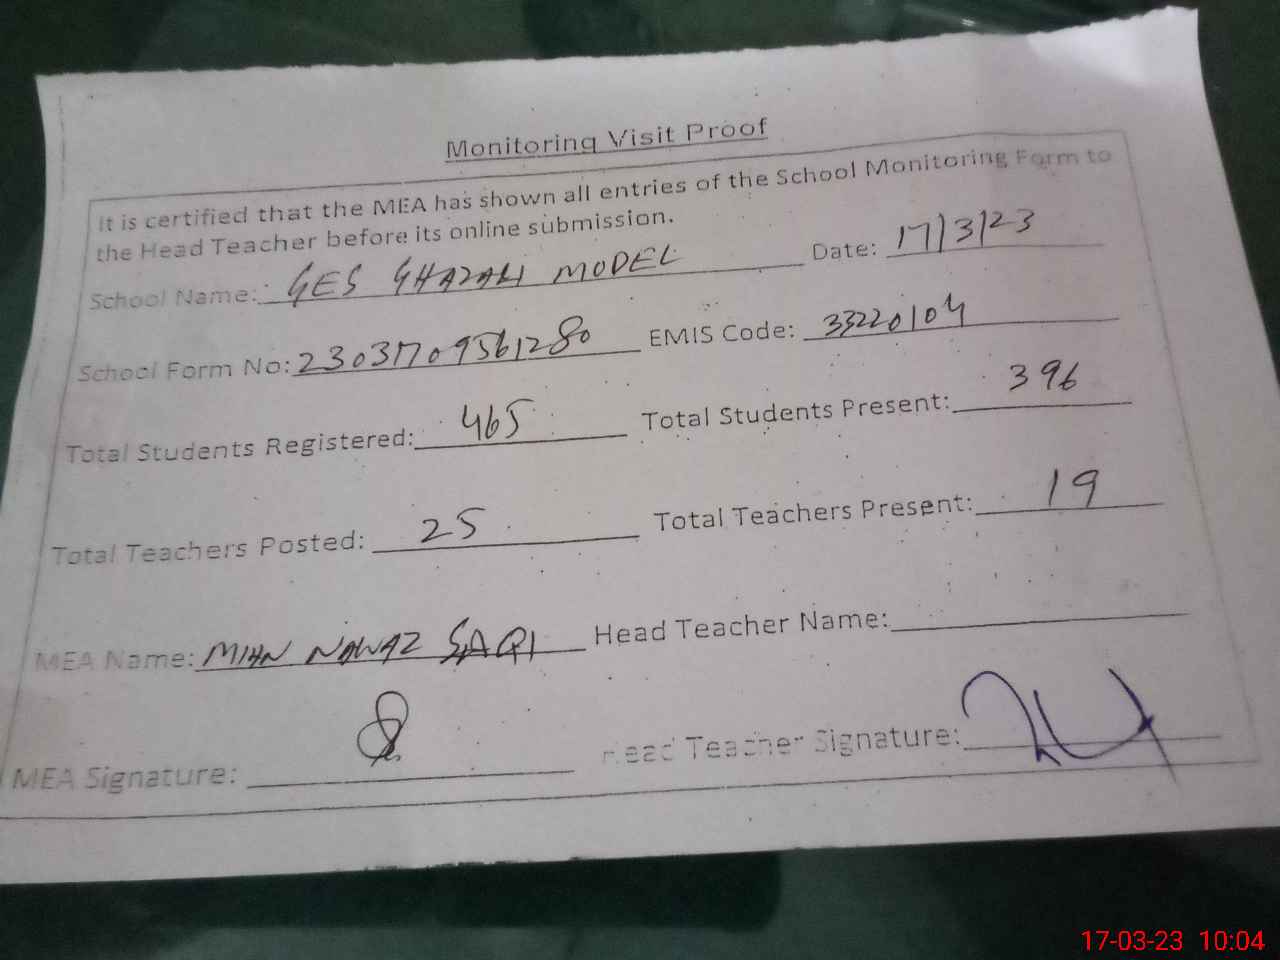 Monitoring Visit Proof
It is certified that the MEA has shown all entries of the School Monitoring Form to
the Head Teacher before its online submission.
School Name: GES GHAZALI MODEL Date: 17/3/23
School Form No: 23031709561280 EMIS Code: 33220104
Total Students Registered: 465 Total Students Present: 396
Total Teachers Posted: 25 Total Teachers Present: 19
MEA Name: MIAN NAWAZ SAQI Head Teacher Name:
MEA Signature: Head Teacher Signature:
17-03-23 10:04